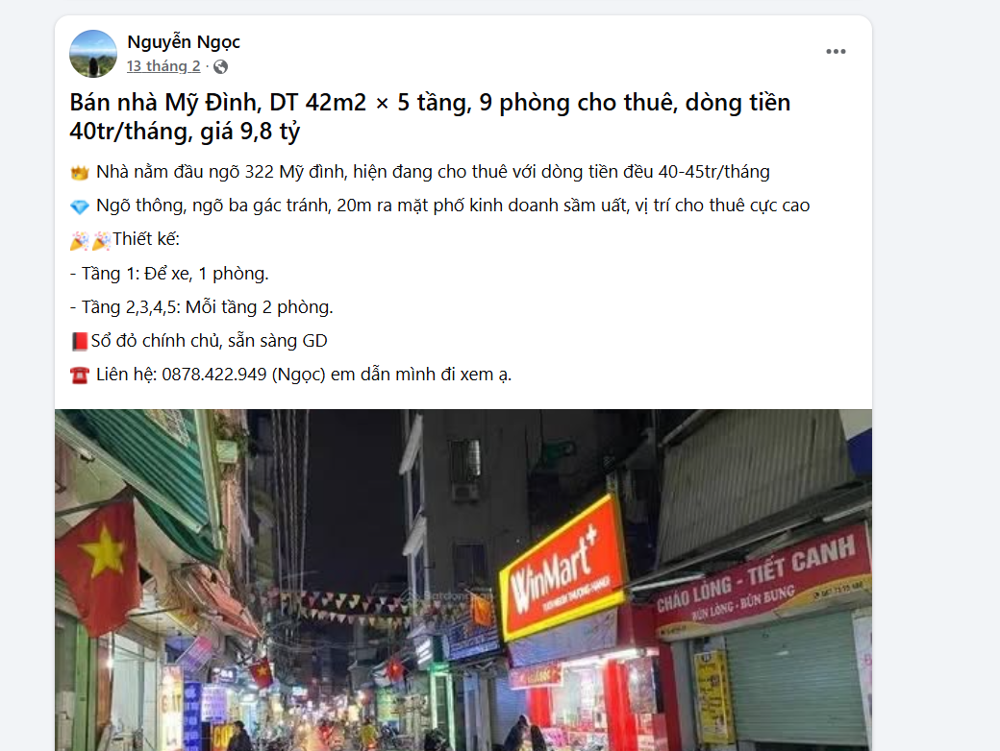 Nguyễn Ngọc
13 tháng 2 ·
Bán nhà Mỹ Đình, DT 42m2 × 5 tầng, 9 phòng cho thuê, dòng tiền
40tr/tháng, giá 9,8 tỷ
👑 Nhà nằm đầu ngõ 322 Mỹ đình, hiện đang cho thuê với dòng tiền đều 40-45tr/tháng
💎 Ngõ thông, ngõ ba gác tránh, 20m ra mặt phố kinh doanh sầm uất, vị trí cho thuê cực cao
🎉🎉Thiết kế:
- Tầng 1: Để xe, 1 phòng.
- Tầng 2,3,4,5: Mỗi tầng 2 phòng.
📕Sổ đỏ chính chủ, sẵn sàng GD
☎️ Liên hệ: 0878.422.949 (Ngọc) em dẫn mình đi xem ạ.
WinMart+
CHÁO LÒNG - TIẾT CANH
BÚN LÒNG - BÚN BUNG